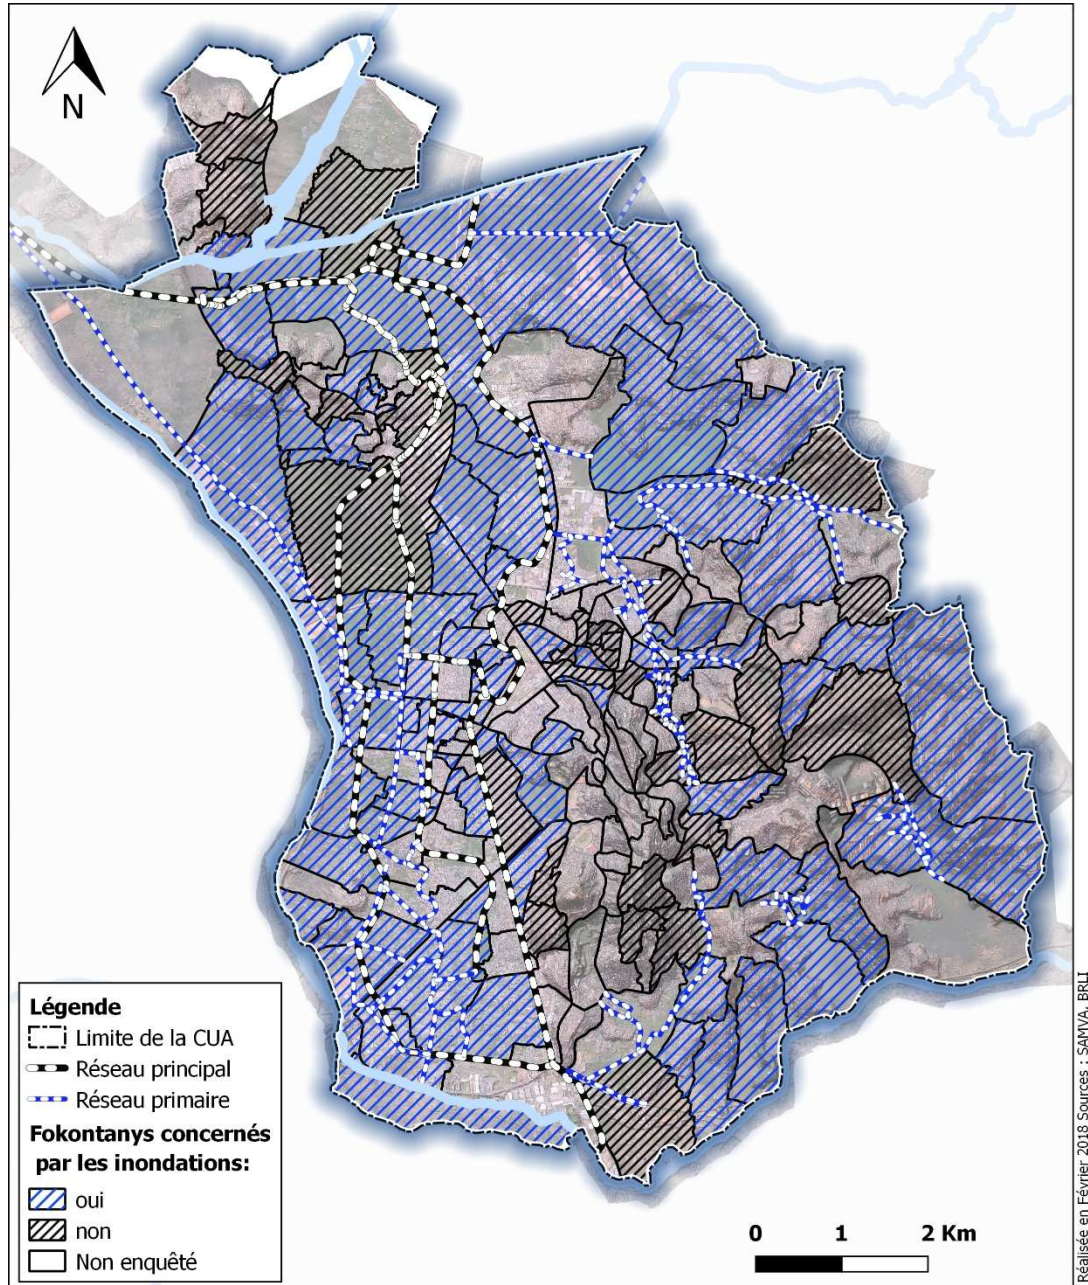 N
Légende
Limite de la CUA
Réseau principal
Réseau primaire
Fokontanys concernés
par les inondations:
oui
non
Non enquêté
0 1 2 Km
Réalisée en Février 2018 Sources : SAMVA, BRLI